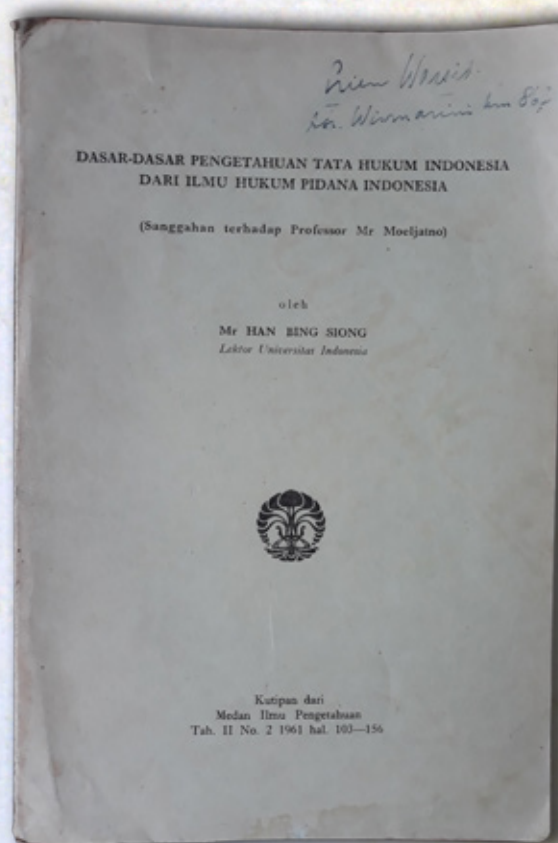 DASAR-DASAR PENGETAHUAN TATA HUKUM INDONESIA
DARI ILMU HUKUM PIDANA INDONESIA
(Sanggahan terhadap Professor Mr Moeljatno)
oleh
Mr HAN BING SIONG
Lektor Universitas Indonesia
Kutipan dari
Medan Ilmu Pengetahuan
Tah. II No. 2 1961 hal. 103—156